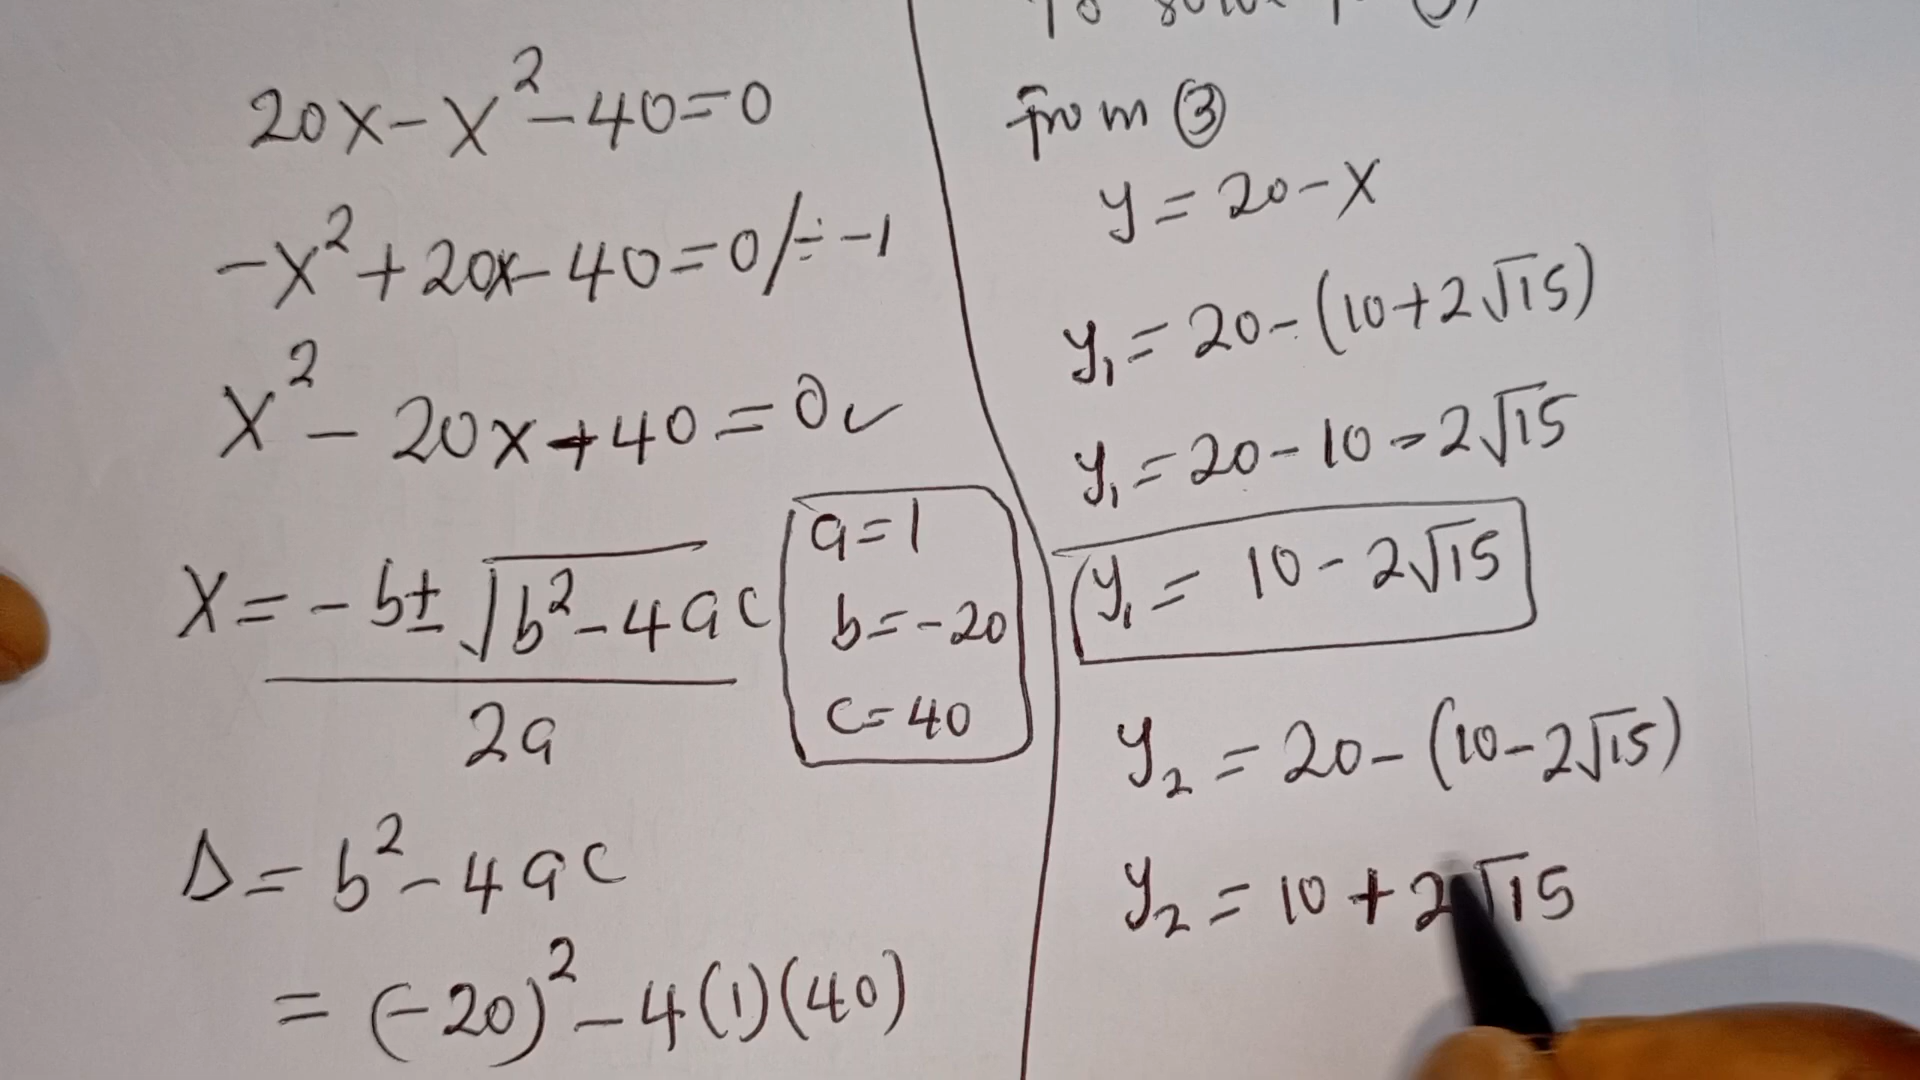 20x-x²-40=0
-x²+20x-40=0/÷-1
x²-20x+40=0✓
x=-b±√b²-4ac
2a
a=1
b=-20
c=40
Δ=b²-4ac
=(-20)²-4(1)(40)
To solve
from ③
y=20-x
y₁=20-(10+2√15)
y₁=20-10-2√15
y₁=10-2√15
y₂=20-(10-2√15)
y₂=10+2√15